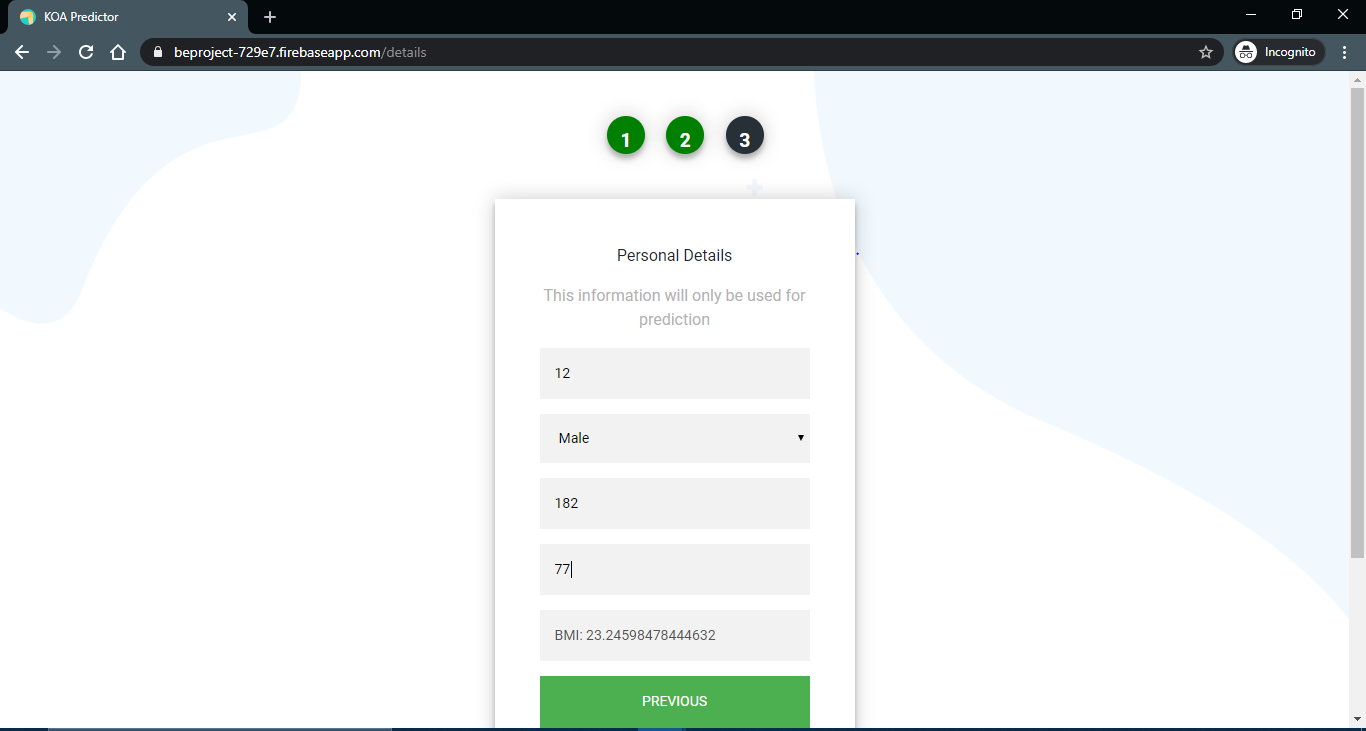 KOA Predictor
beproject-729e7.firebaseapp.com/details
Incognito
1 2 3
Personal Details
This information will only be used for
prediction
12
Male
182
77
BMI: 23.24598478444632
PREVIOUS